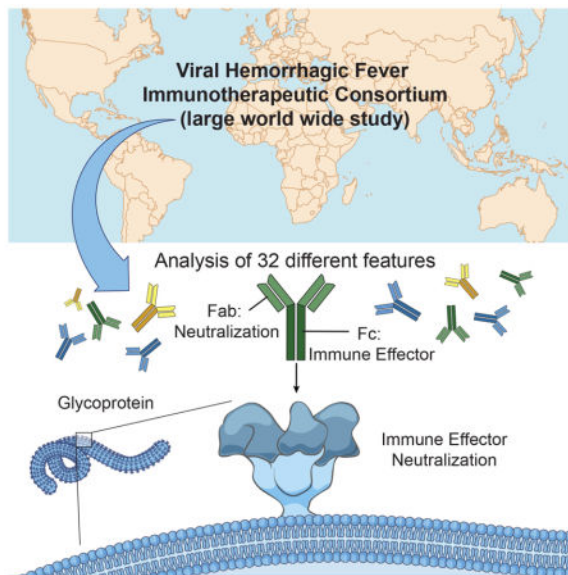 Viral Hemorrhagic Fever
Immunotherapeutic Consortium
(large world wide study)
Analysis of 32 different features
Fab:
Neutralization
Fc:
Immune Effector
Glycoprotein
Immune Effector
Neutralization